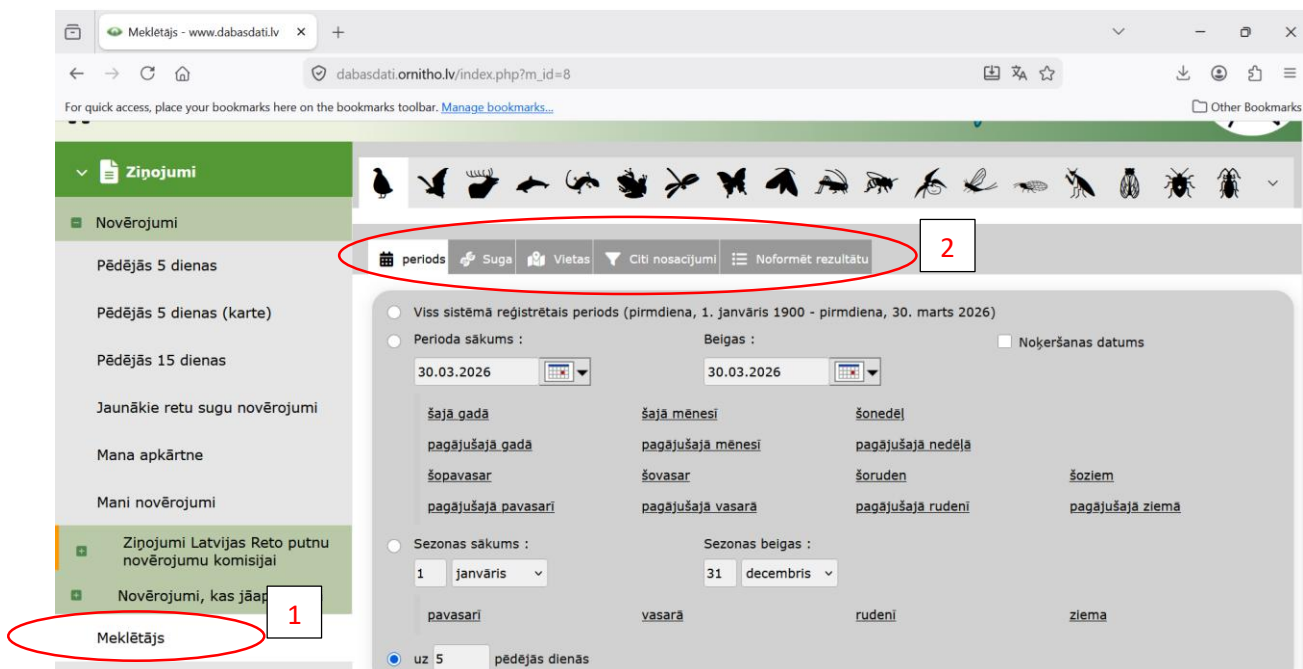 Meklētājs - www.dabasdati.lv
dabasdati.ornitho.lv/index.php?m_id=8
For quick access, place your bookmarks here on the bookmarks toolbar. Manage bookmarks...
Other Bookmarks
Ziņojumi
Novērojumi
Pēdējās 5 dienas
Pēdējās 5 dienas (karte)
Pēdējās 15 dienas
Jaunākie retu sugu novērojumi
Mana apkārtne
Mani novērojumi
Ziņojumi Latvijas Reto putnu
novērojumu komisijai
Novērojumi, kas
1
Meklētājs
periods Suga Vietas Citi nosacījumi Noformēt rezultātu
2
Viss sistēmā reģistrētais periods (pirmdiena, 1. janvāris 1900 - pirmdiena, 30. marts 2026)
Perioda sākums : Beigas : Noķeršanas datums
30.03.2026 30.03.2026
šajā gadā šajā mēnesī šonedēļ
pagājušajā gadā pagājušajā mēnesī pagājušajā nedēļā
šopavasar šovasar šoruden šoziem
pagājušajā pavasarī pagājušajā vasarā pagājušajā rudenī pagājušajā ziemā
Sezonas sākums : Sezonas beigas :
1 janvāris 31 decembris
pavasarī vasarā rudenī ziema
uz 5 pēdējās dienās